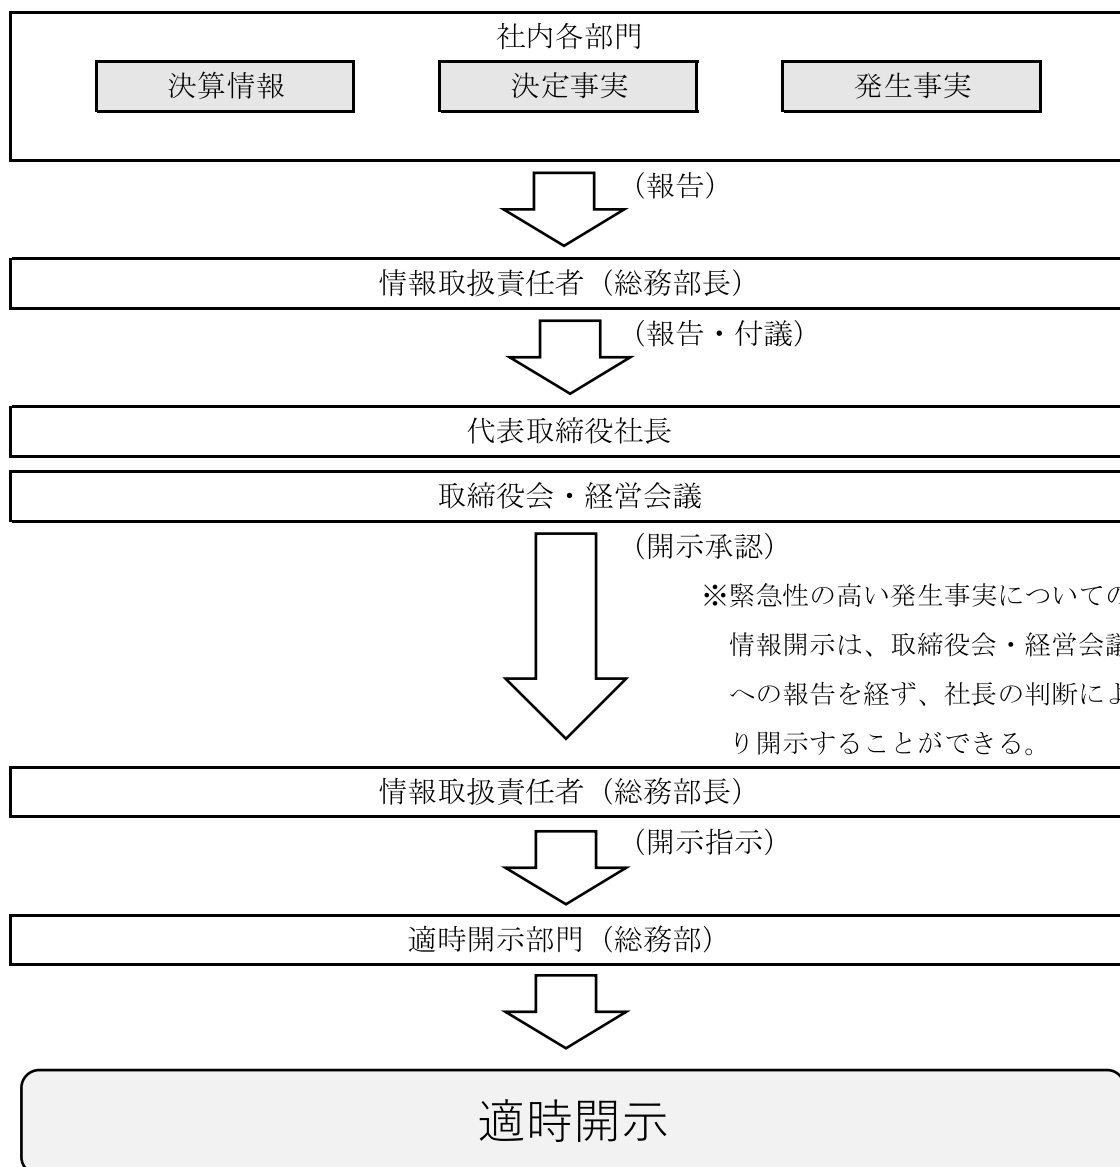 社内各部門
決算情報
決定事実
発生事実
（報告）
情報取扱責任者（総務部長）
（報告・付議）
代表取締役社長
取締役会・経営会議
（開示承認）
※緊急性の高い発生事実についての
情報開示は、取締役会・経営会議
への報告を経ず、社長の判断によ
り開示することができる。
情報取扱責任者（総務部長）
（開示指示）
適時開示部門（総務部）
適時開示